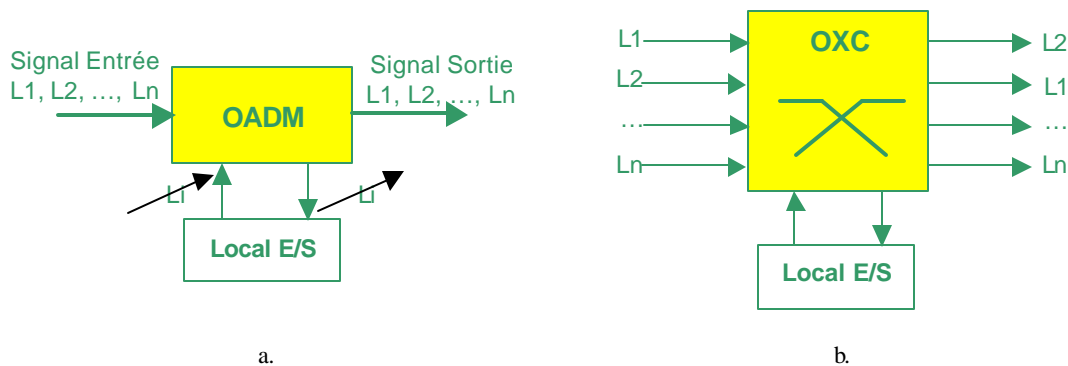 Signal Entrée
L1, L2, …, Ln
OADM
Signal Sortie
L1, L2, …, Ln
Li
Li
Local E/S
a.
OXC
L1
L2
…
Ln
L2
L1
…
Ln
Local E/S
b.